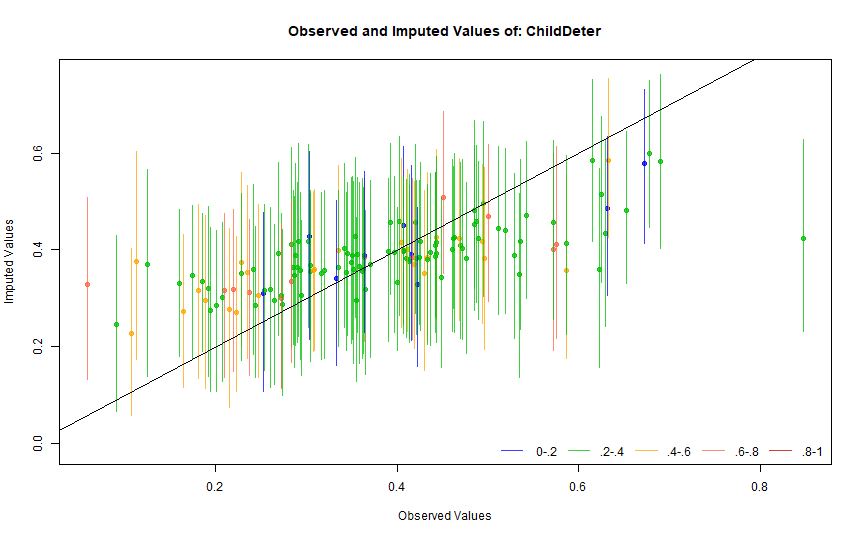 Observed and Imputed Values of: ChildDeter
Imputed Values
0.6
0.4
0.2
0.0
0-.2 .2-.4 .4-.6 .6-.8 .8-1
0.2 0.4 0.6 0.8
Observed Values